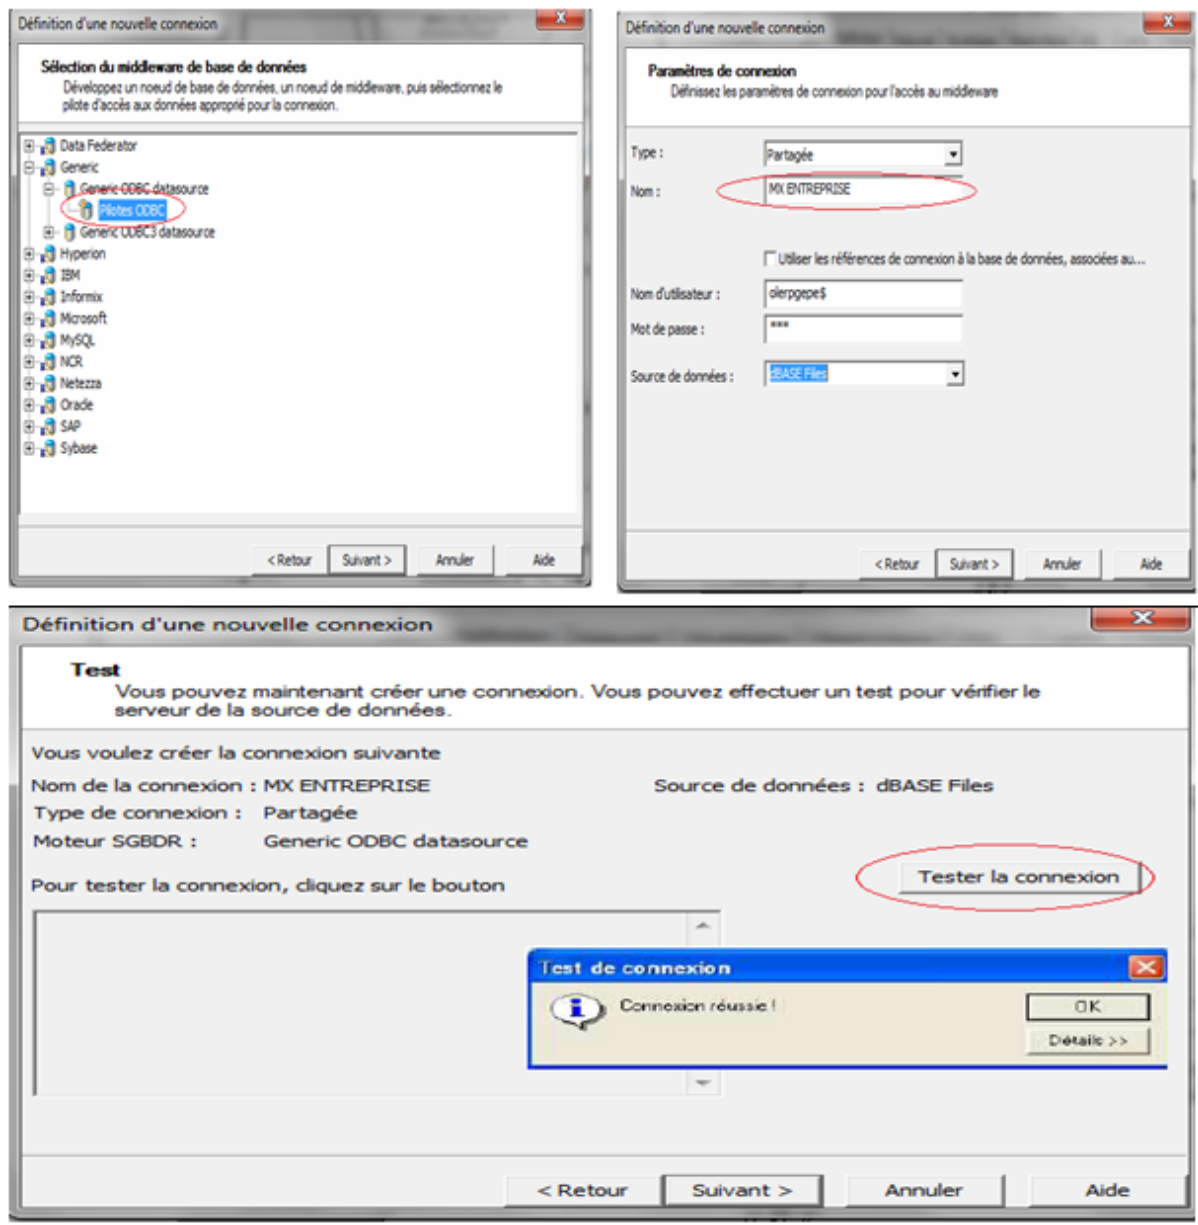 Définition d'une nouvelle connexion
Sélection du middleware de base de données
Développez un noeud de base de données, un noeud de middleware, puis sélectionnez le
pilote d'accès aux données approprié pour la connexion.
Data Federator
Generic
Generic ODBC datasource
Pilotes ODBC
Generic ODBC3 datasource
Hyperion
IBM
Informix
Microsoft
MySQL
NCR
Netezza
Oracle
SAP
Sybase
< Retour
Suivant >
Annuler
Aide
Définition d'une nouvelle connexion
Paramètres de connexion
Définissez les paramètres de connexion pour l'accès au middleware
Type :
Partagée
Nom :
MX ENTREPRISE
Utiliser les références de connexion à la base de données, associées au...
Nom d'utilisateur :
olerpgepe$
Mot de passe :
***
Source de données :
dBASE Files
< Retour
Suivant >
Annuler
Aide
Définition d'une nouvelle connexion
Test
Vous pouvez maintenant créer une connexion. Vous pouvez effectuer un test pour vérifier le
serveur de la source de données.
Vous voulez créer la connexion suivante
Nom de la connexion : MX ENTREPRISE
Source de données : dBASE Files
Type de connexion : Partagée
Moteur SGBDR : Generic ODBC datasource
Pour tester la connexion, cliquez sur le bouton
Tester la connexion
Test de connexion
Connexion réussie !
OK
Détails >>
< Retour
Suivant >
Annuler
Aide